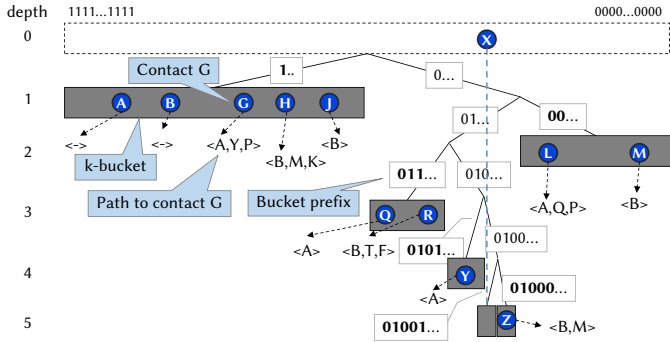 depth 1111...1111 0000...0000
0 X
Contact G 1.. 0...
1 A B G H J 01... 00...
<-> <-> <A,Y,P> <B>
2 k-bucket <B,M,K> L M
011... 010...
Path to contact G Bucket prefix <A,Q,P> <B>
3 Q R
<A> <B,T,F> 0101... 0100...
4 Y
<A> 01000...
01001...
5 Z <B,M>